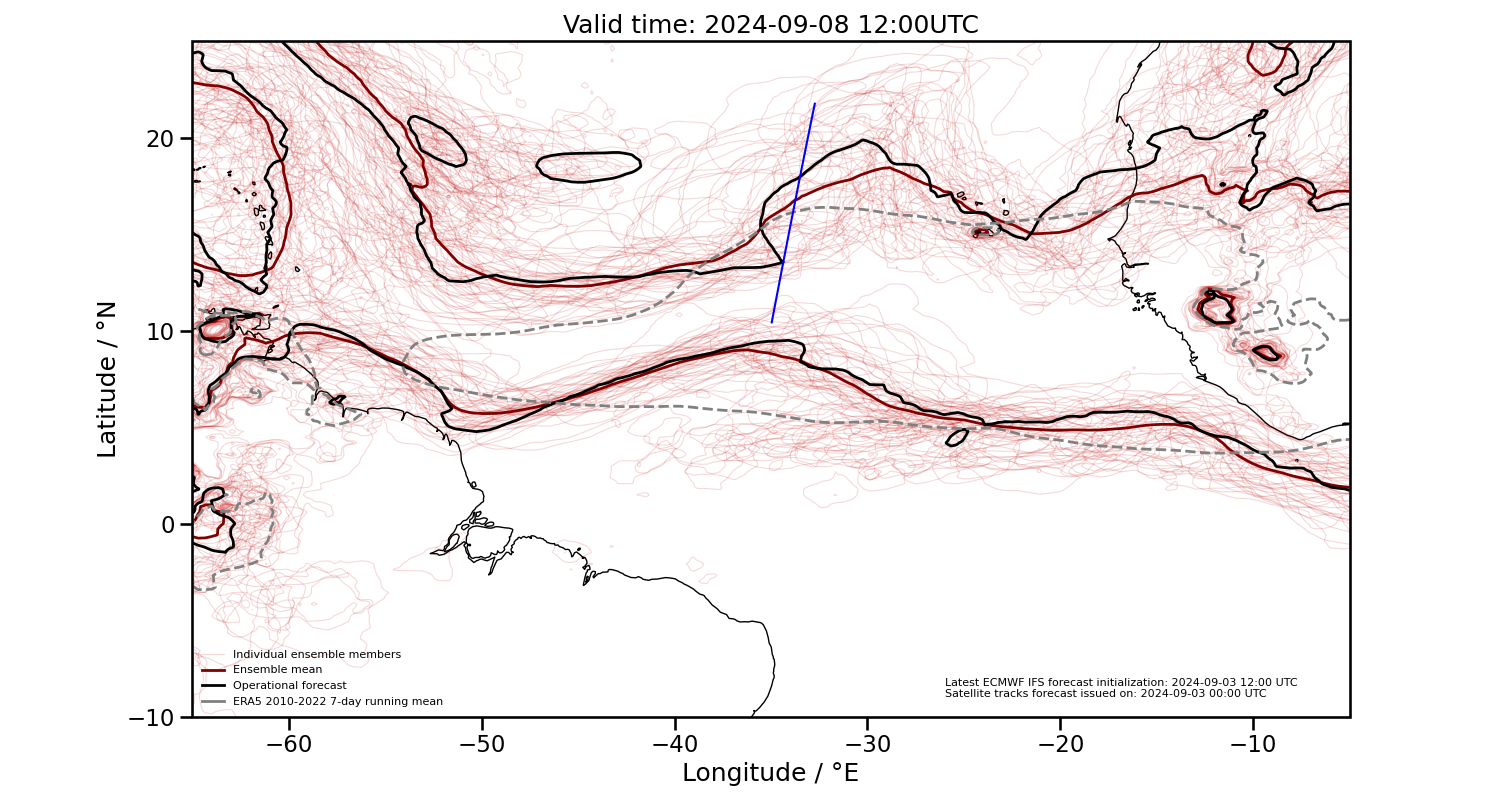 Valid time: 2024-09-08 12:00UTC
20
10
0
−10
Latitude / °N
Individual ensemble members
Ensemble mean
Operational forecast
ERA5 2010-2022 7-day running mean
Latest ECMWF IFS forecast initialization: 2024-09-03 12:00 UTC
Satellite tracks forecast issued on: 2024-09-03 00:00 UTC
−60 −50 −40 −30 −20 −10
Longitude / °E